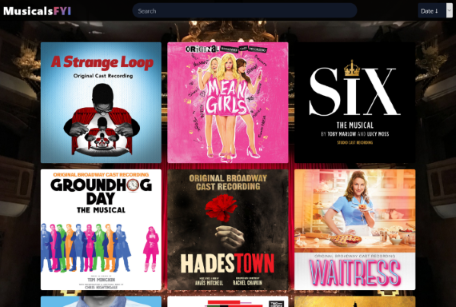 MusicalsFYI
Search
Date ↓
A Strange Loop
Original Cast Recording
ORIGINAL BROADWAY CAST RECORDING
MEAN GIRLS
SIX
THE MUSICAL
BY TOBY MARLOW AND LUCY MOSS
STUDIO CAST RECORDING
ORIGINAL BROADWAY CAST RECORDING
GROUNDHOG
DAY
THE MUSICAL
TIM MINCHIN
ORIGINAL BROADWAY
CAST RECORDING
HADESTOWN
ANAÏS MITCHELL
RACHEL CHAVKIN
ORIGINAL BROADWAY CAST RECORDING
WAITRESS